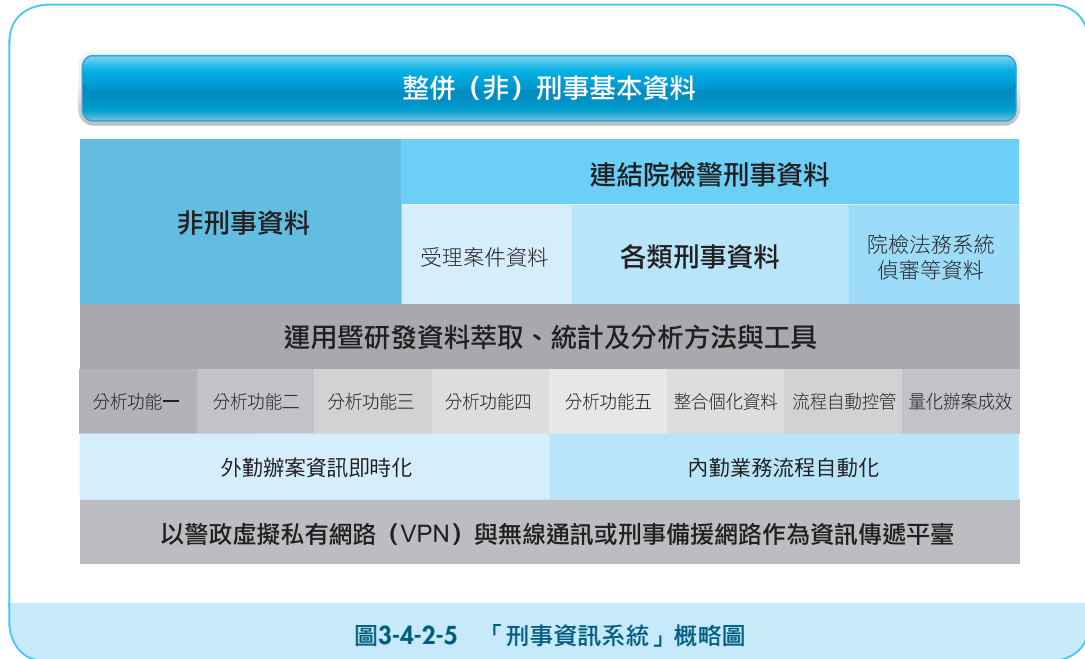 整併（非）刑事基本資料
連結院檢警刑事資料
非刑事資料
受理案件資料
各類刑事資料
院檢法務系統
偵審等資料
運用暨研發資料萃取、統計及分析方法與工具
分析功能一
分析功能二
分析功能三
分析功能四
分析功能五
整合個化資料
流程自動控管
量化辦案成效
外勤辦案資訊即時化
內勤業務流程自動化
以警政虛擬私有網路（VPN）與無線通訊或刑事備援網路作為資訊傳遞平臺
圖3-4-2-5 「刑事資訊系統」概略圖